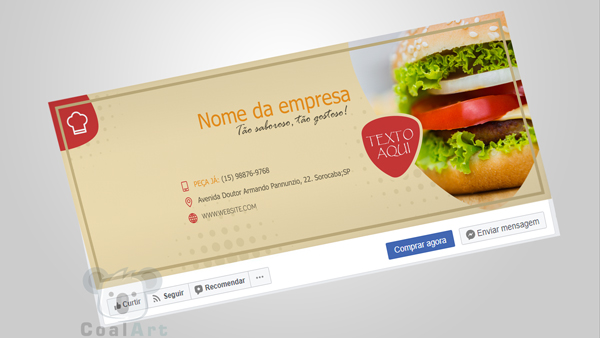 Nome da empresa
Tão saboroso, tão gostoso!
TEXTO
AQUI
PEÇA JÁ: (15) 98876-9768
Avenida Doutor Armando Pannunzio, 22. Sorocaba,SP
WWW.WEBSITE.COM
Comprar agora
Enviar mensagem
Curtir
Seguir
Recomendar
...
CoalArt